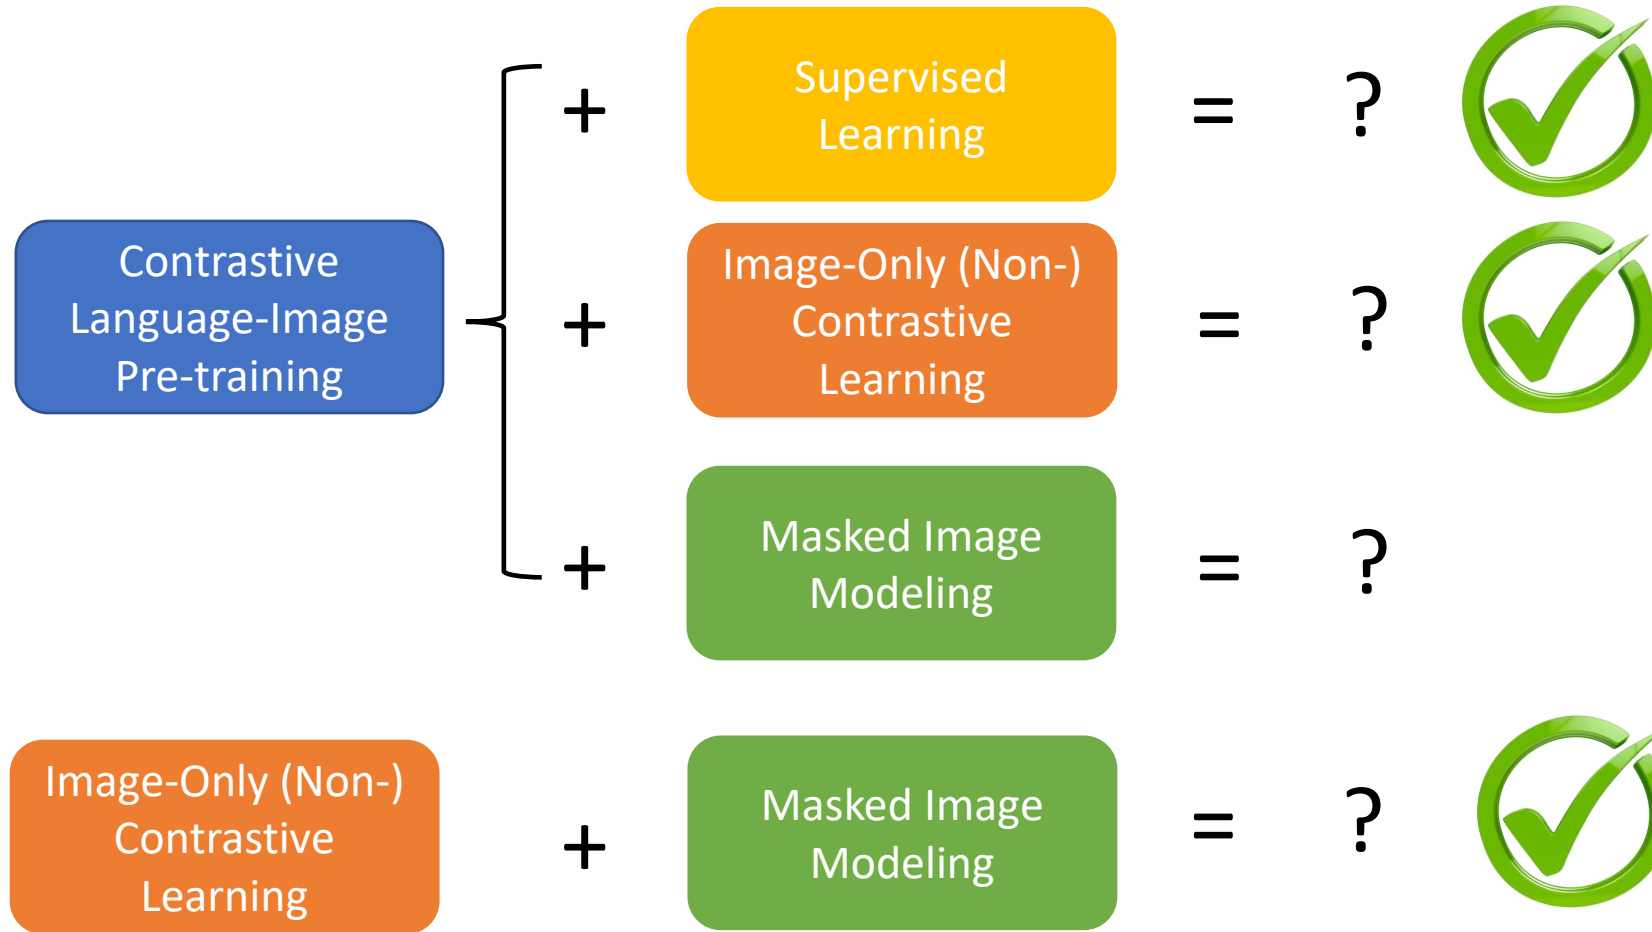 +
Supervised
Learning
=
?
Contrastive
Language-Image
Pre-training
+
Image-Only (Non-)
Contrastive
Learning
=
?
+
Masked Image
Modeling
=
?
Image-Only (Non-)
Contrastive
Learning
+
Masked Image
Modeling
=
?